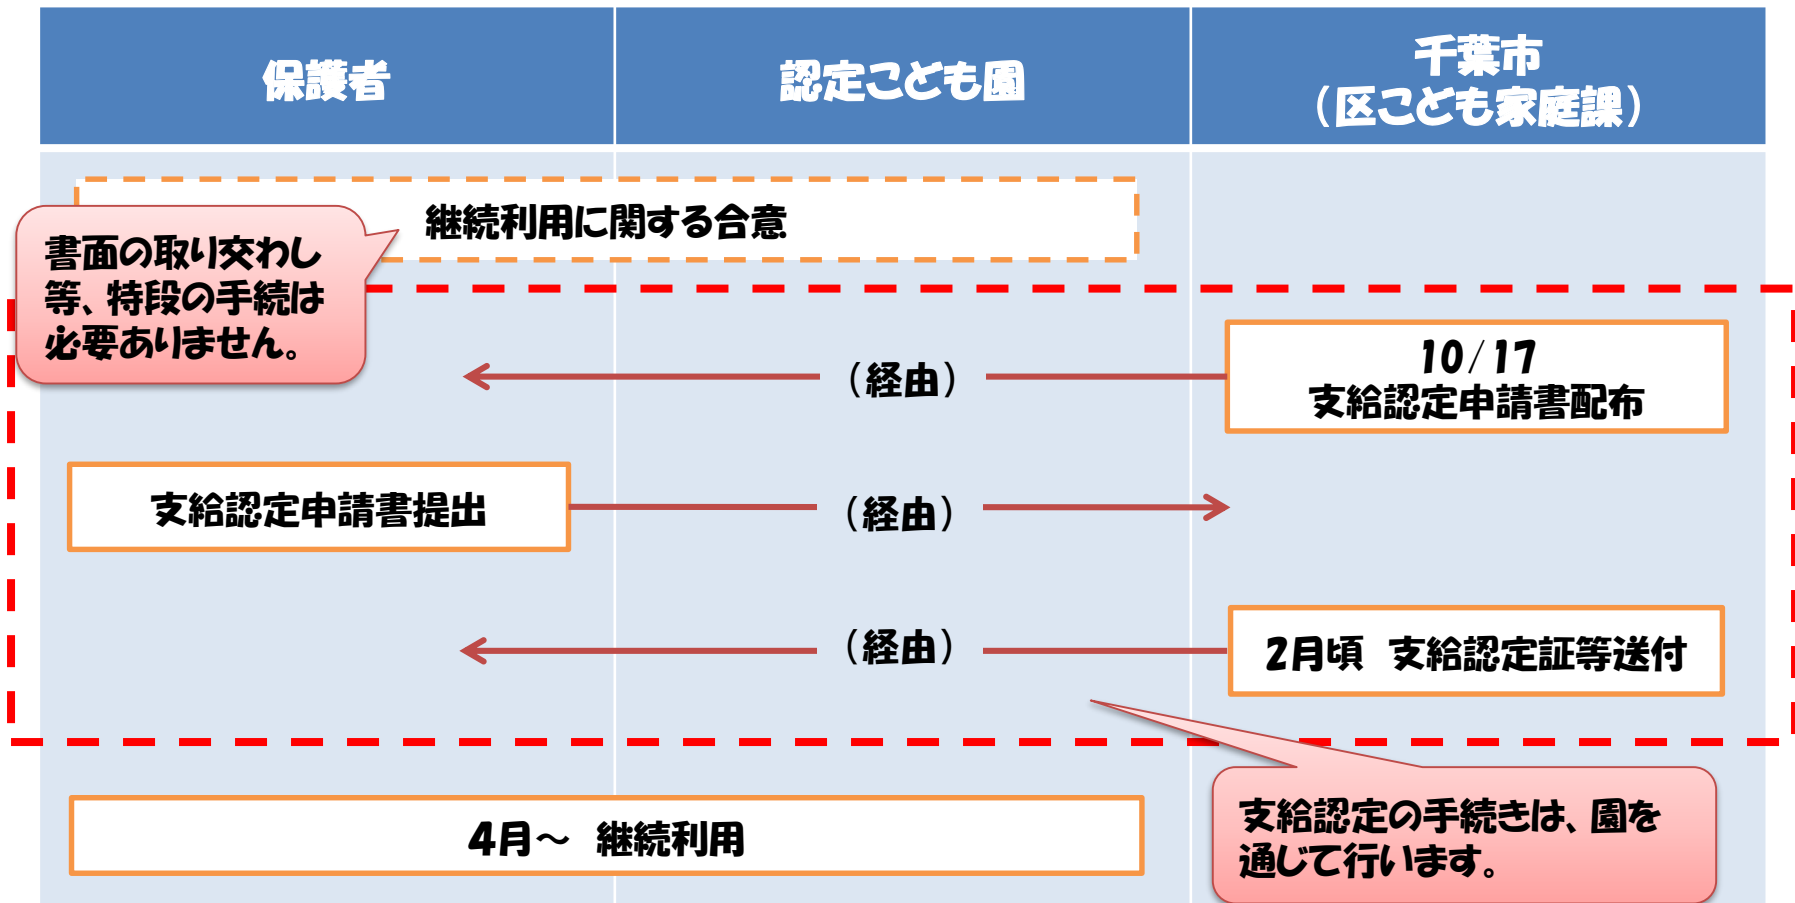 保護者
認定こども園
千葉市
（区こども家庭課）
継続利用に関する合意
書面の取り交わし
等、特段の手続は
必要ありません。
10/17
支給認定申請書配布
（経由）
支給認定申請書提出
（経由）
2月頃　支給認定証等送付
（経由）
4月～　継続利用
支給認定の手続きは、園を
通じて行います。